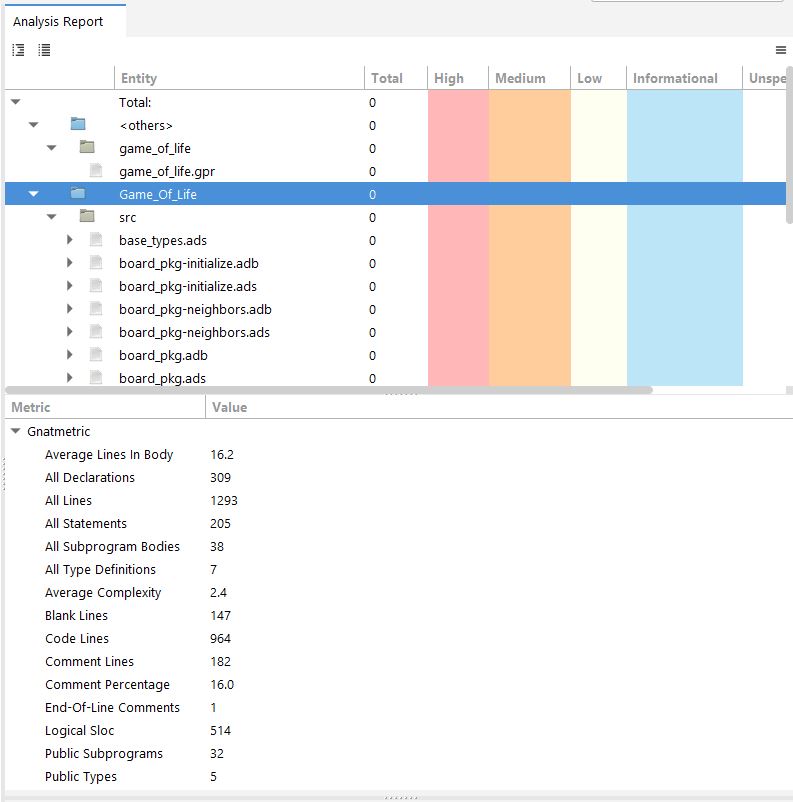 Analysis Report
Entity Total High Medium Low Informational Unspe
Total: 0
<others> 0
game_of_life 0
game_of_life.gpr 0
Game_Of_Life 0
src 0
base_types.ads 0
board_pkg-initialize.adb 0
board_pkg-initialize.ads 0
board_pkg-neighbors.adb 0
board_pkg-neighbors.ads 0
board_pkg.adb 0
board_pkg.ads 0
Metric Value
Gnatmetric
Average Lines In Body 16.2
All Declarations 309
All Lines 1293
All Statements 205
All Subprogram Bodies 38
All Type Definitions 7
Average Complexity 2.4
Blank Lines 147
Code Lines 964
Comment Lines 182
Comment Percentage 16.0
End-Of-Line Comments 1
Logical Sloc 514
Public Subprograms 32
Public Types 5